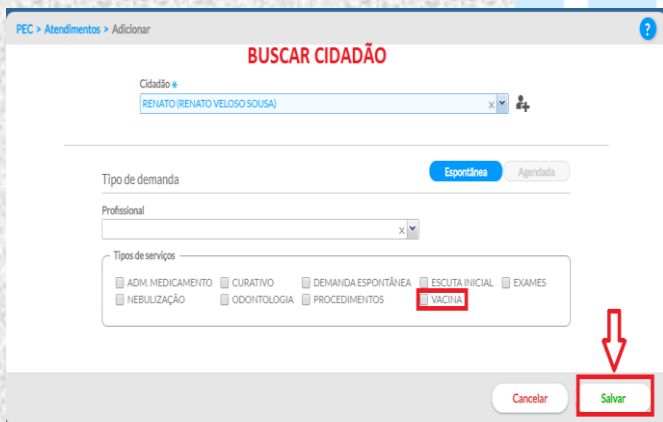 PEC > Atendimentos > Adicionar ?
BUSCAR CIDADÃO
Cidadão *
RENATO (RENATO VELOSO SOUSA) x
Tipo de demanda Espontânea Agendada
Profissional
x
Tipos de serviços
ADM. MEDICAMENTO CURATIVO DEMANDA ESPONTÂNEA ESCUTA INICIAL EXAMES
NEBULIZAÇÃO ODONTOLOGIA PROCEDIMENTOS VACINA
Cancelar Salvar